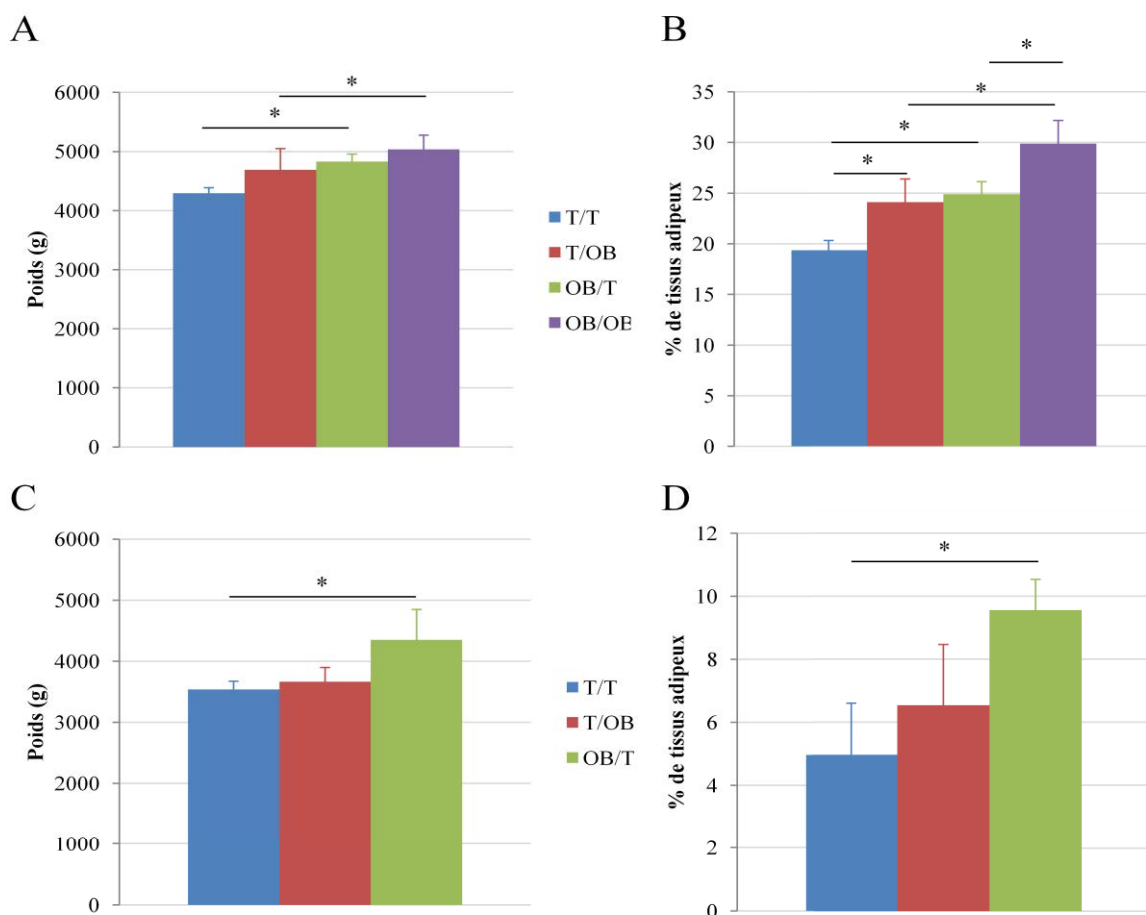 A
Poids (g)
6000
5000
4000
3000
2000
1000
0
*
*
T/T
T/OB
OB/T
OB/OB
B
% de tissus adipeux
35
30
25
20
15
10
5
0
*
*
*
*
C
Poids (g)
6000
5000
4000
3000
2000
1000
0
*
T/T
T/OB
OB/T
D
% de tissus adipeux
12
10
8
6
4
2
0
*